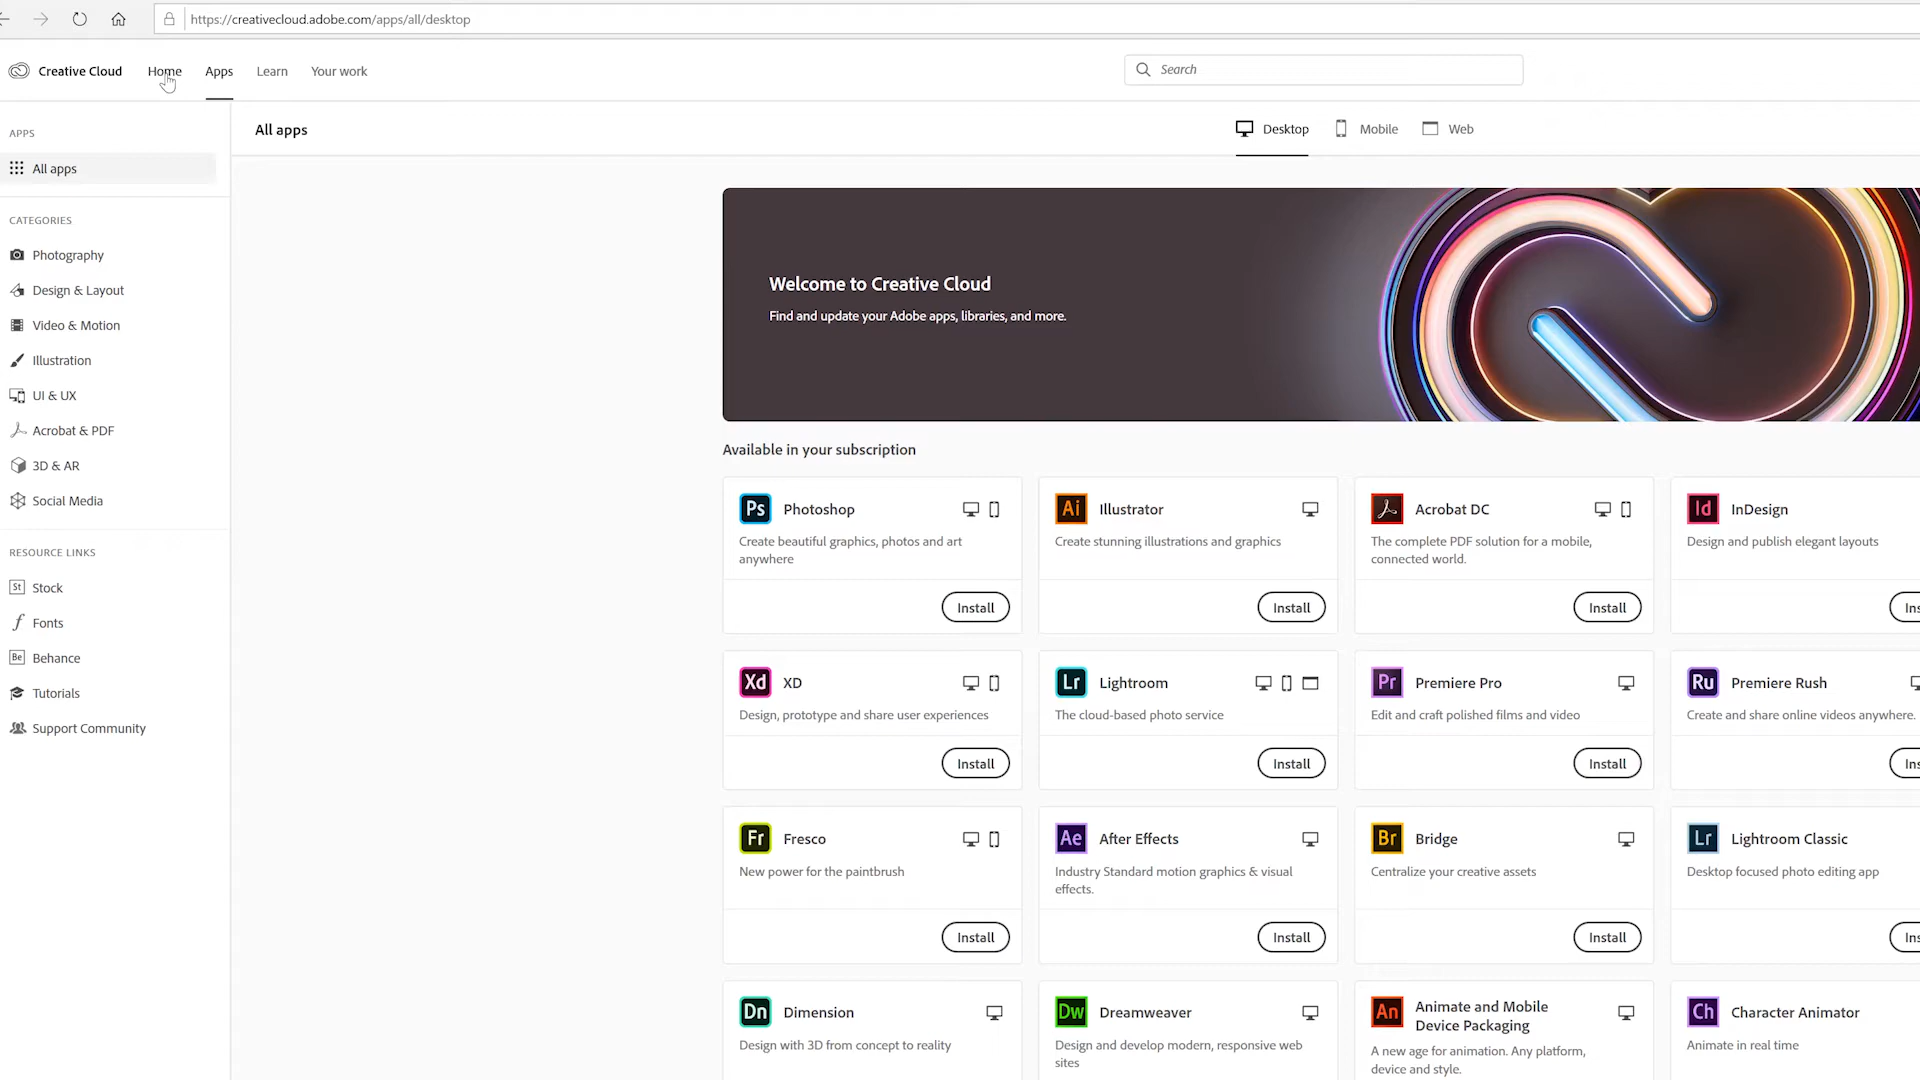 https://creativecloud.adobe.com/apps/all/desktop
Creative Cloud
Home
Apps
Learn
Your work
Search
APPS
All apps
CATEGORIES
Photography
Design & Layout
Video & Motion
Illustration
UI & UX
Acrobat & PDF
3D & AR
Social Media
RESOURCE LINKS
St Stock
Fonts
Be Behance
Tutorials
Support Community
All apps
Desktop
Mobile
Web
Welcome to Creative Cloud
Find and update your Adobe apps, libraries, and more.
Available in your subscription
Ps Photoshop
Create beautiful graphics, photos and art
anywhere
Install
Ai Illustrator
Create stunning illustrations and graphics
Install
Acrobat DC
The complete PDF solution for a mobile,
connected world.
Install
Id InDesign
Design and publish elegant layouts
Ins
Xd XD
Design, prototype and share user experiences
Install
Lr Lightroom
The cloud-based photo service
Install
Pr Premiere Pro
Edit and craft polished films and video
Install
Ru Premiere Rush
Create and share online videos anywhere.
Ins
Fr Fresco
New power for the paintbrush
Install
Ae After Effects
Industry Standard motion graphics & visual
effects.
Install
Br Bridge
Centralize your creative assets
Install
Lr Lightroom Classic
Desktop focused photo editing app
Ins
Dn Dimension
Design with 3D from concept to reality
Dw Dreamweaver
Design and develop modern, responsive web
sites
An Animate and Mobile
Device Packaging
A new age for animation. Any platform,
device and style.
Ch Character Animator
Animate in real time